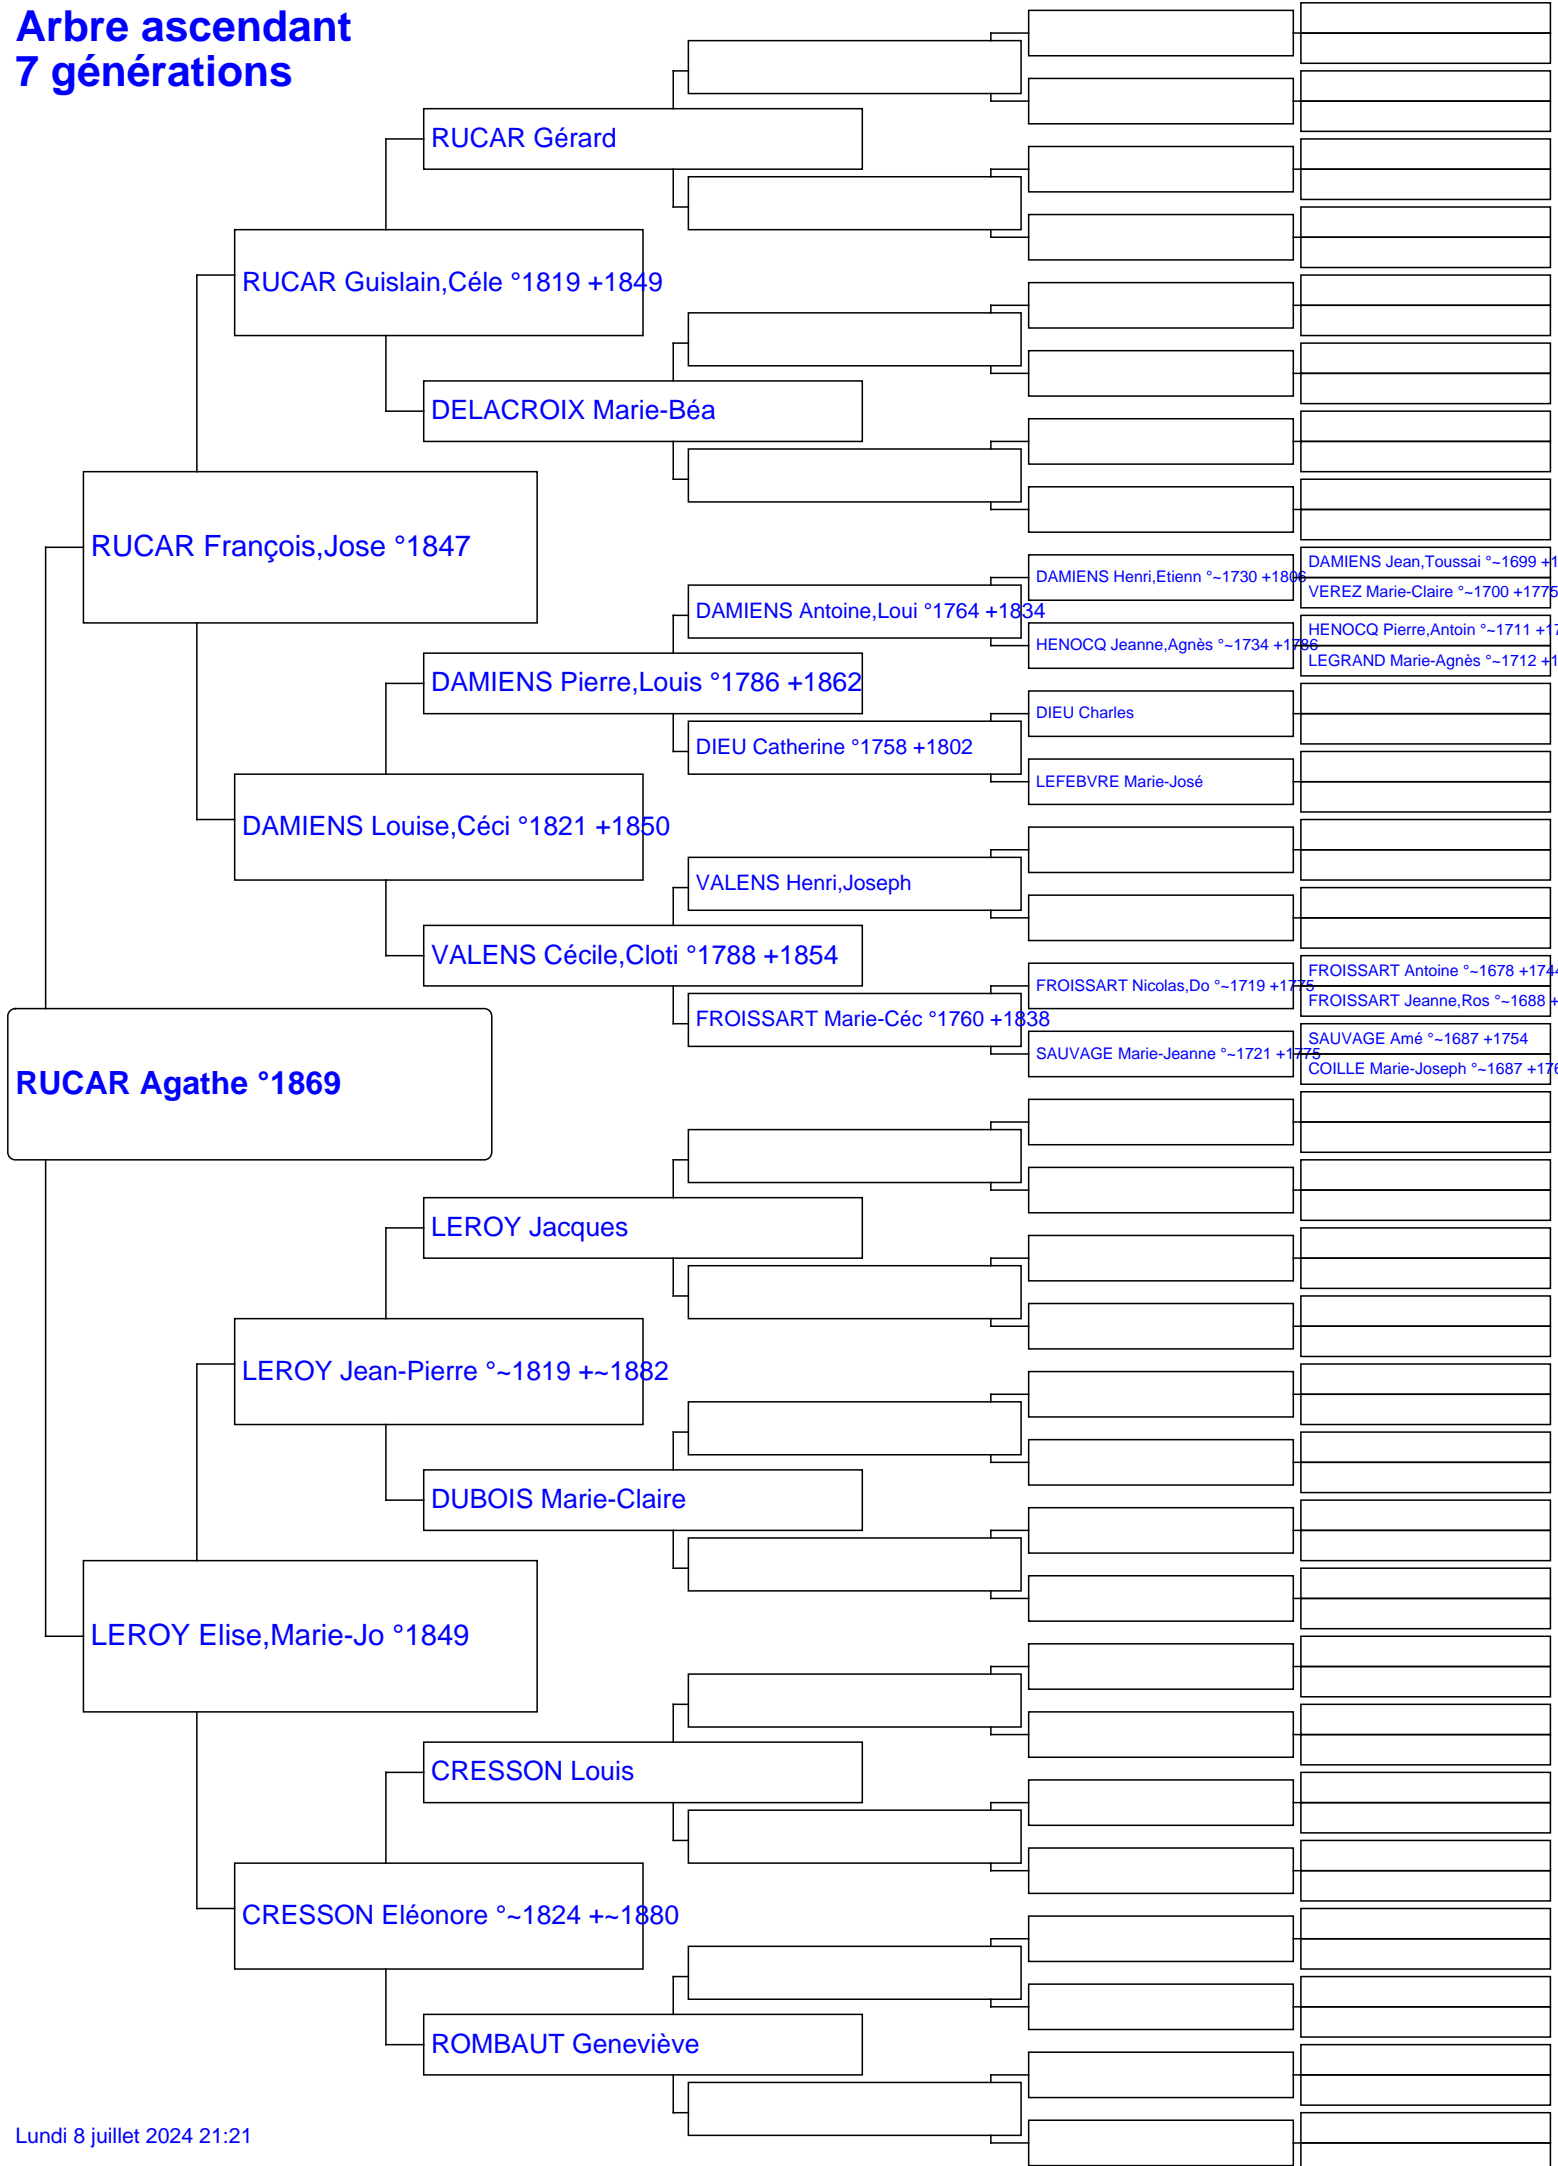 Arbre ascendant
7 générations
RUCAR Gérard
RUCAR Guislain,Céle °1819 +1849
DELACROIX Marie-Béa
RUCAR François,Jose °1847
DAMIENS Jean,Toussai °~1699 +1
DAMIENS Henri,Etienn °~1730 +1806
VEREZ Marie-Claire °~1700 +1775
DAMIENS Antoine,Loui °1764 +1834
HENOCQ Pierre,Antoin °~1711 +17
HENOCQ Jeanne,Agnès °~1734 +1786
LEGRAND Marie-Agnès °~1712 +1
DAMIENS Pierre,Louis °1786 +1862
DIEU Charles
DIEU Catherine °1758 +1802
LEFEBVRE Marie-José
DAMIENS Louise,Céci °1821 +1850
VALENS Henri,Joseph
VALENS Cécile,Cloti °1788 +1854
FROISSART Antoine °~1678 +1744
FROISSART Nicolas,Do °~1719 +1775
FROISSART Jeanne,Ros °~1688 +
FROISSART Marie-Céc °1760 +1838
SAUVAGE Amé °~1687 +1754
SAUVAGE Marie-Jeanne °~1721 +1775
COILLE Marie-Joseph °~1687 +176
RUCAR Agathe °1869
LEROY Jacques
LEROY Jean-Pierre °~1819 +~1882
DUBOIS Marie-Claire
LEROY Elise,Marie-Jo °1849
CRESSON Louis
CRESSON Eléonore °~1824 +~1880
ROMBAUT Geneviève
Lundi 8 juillet 2024 21:21